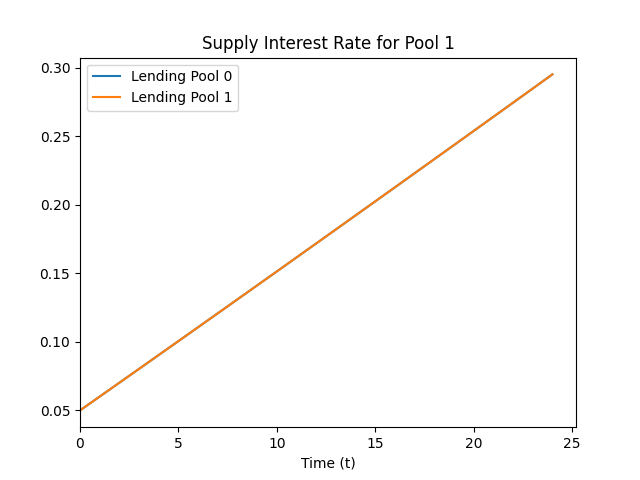 Supply Interest Rate for Pool 1
Lending Pool 0
Lending Pool 1
0.30
0.25
0.20
0.15
0.10
0.05
0 5 10 15 20 25
Time (t)